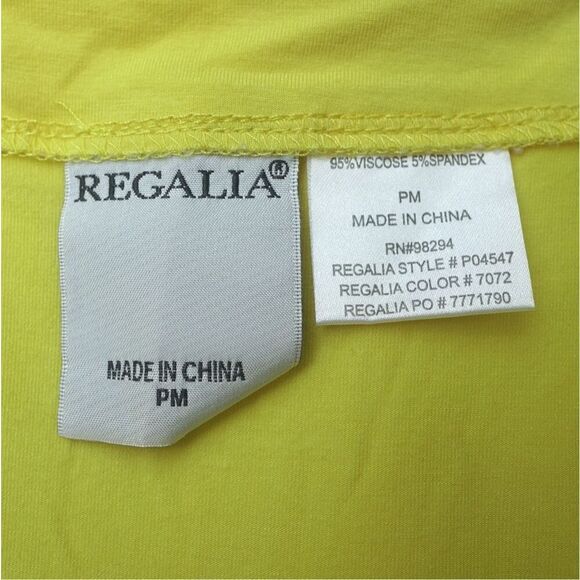 REGALIA®
MADE IN CHINA
PM
95%VISCOSE 5%SPANDEX
PM
MADE IN CHINA
RN#98294
REGALIA STYLE # P04547
REGALIA COLOR # 7072
REGALIA PO # 7771790